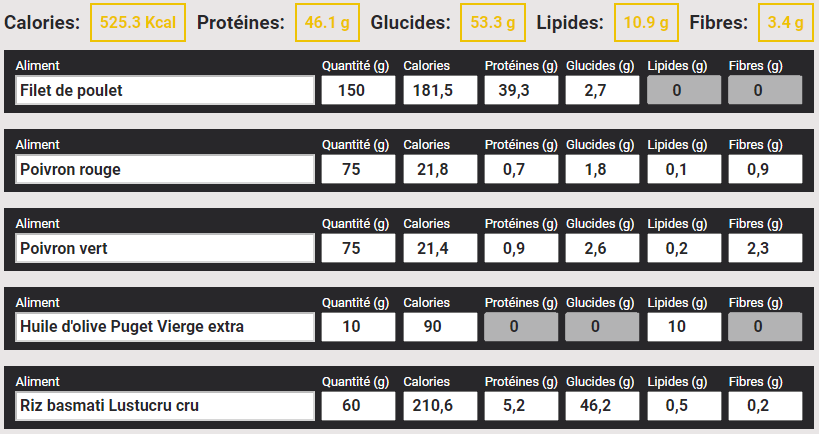 Calories: 525.3 Kcal Protéines: 46.1 g Glucides: 53.3 g Lipides: 10.9 g Fibres: 3.4 g
Aliment Quantité (g) Calories Protéines (g) Glucides (g) Lipides (g) Fibres (g)
Filet de poulet 150 181,5 39,3 2,7 0 0
Aliment Quantité (g) Calories Protéines (g) Glucides (g) Lipides (g) Fibres (g)
Poivron rouge 75 21,8 0,7 1,8 0,1 0,9
Aliment Quantité (g) Calories Protéines (g) Glucides (g) Lipides (g) Fibres (g)
Poivron vert 75 21,4 0,9 2,6 0,2 2,3
Aliment Quantité (g) Calories Protéines (g) Glucides (g) Lipides (g) Fibres (g)
Huile d'olive Puget Vierge extra 10 90 0 0 10 0
Aliment Quantité (g) Calories Protéines (g) Glucides (g) Lipides (g) Fibres (g)
Riz basmati Lustucru cru 60 210,6 5,2 46,2 0,5 0,2